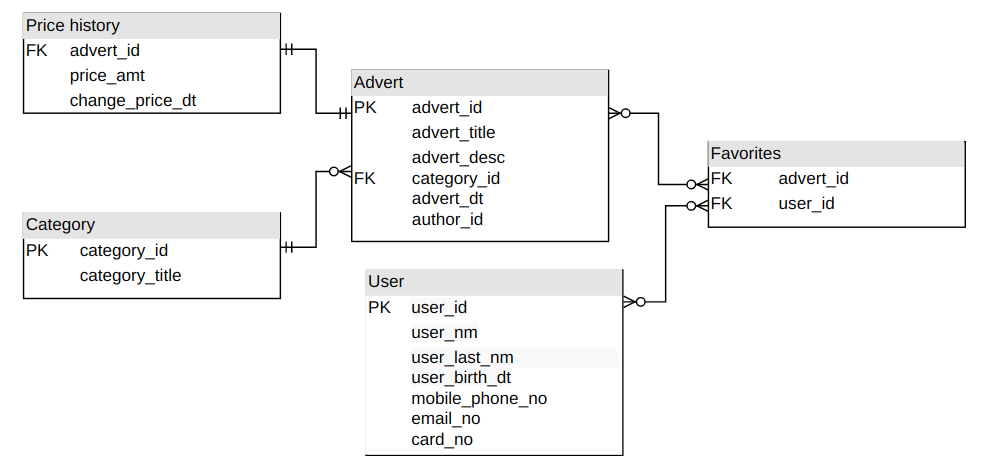 Price history
FK advert_id
price_amt
change_price_dt
Advert
PK advert_id
advert_title
advert_desc
FK category_id
advert_dt
author_id
Favorites
FK advert_id
FK user_id
Category
PK category_id
category_title
User
PK user_id
user_nm
user_last_nm
user_birth_dt
mobile_phone_no
email_no
card_no